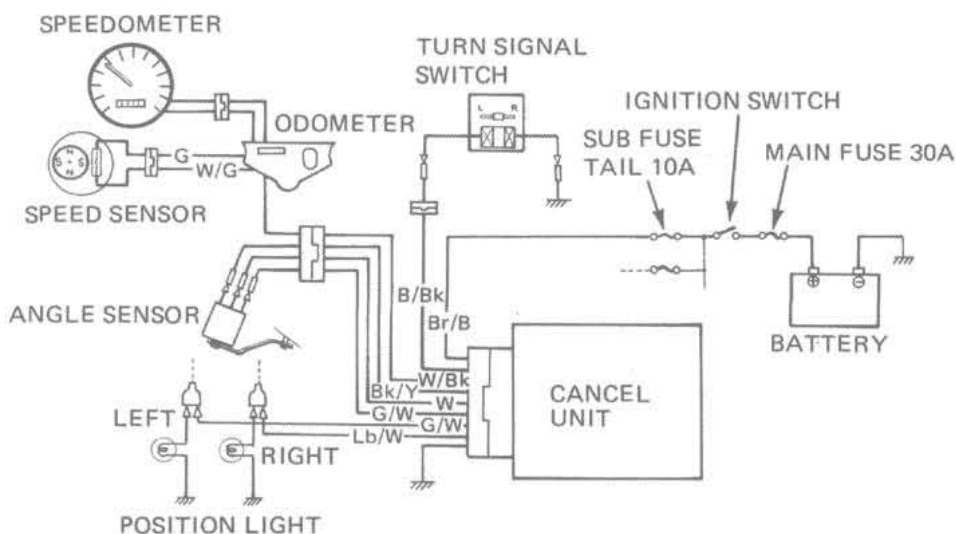 SPEEDOMETER
TURN SIGNAL
SWITCH
L R
IGNITION SWITCH
ODOMETER
SUB FUSE
TAIL 10A
MAIN FUSE 30A
G
W/G
N
S S
N
SPEED SENSOR
B/Bk
Br/B
ANGLE SENSOR
BATTERY
W/Bk
Bk/Y
W
G/W
G/W
Lb/W
CANCEL
UNIT
LEFT
RIGHT
POSITION LIGHT